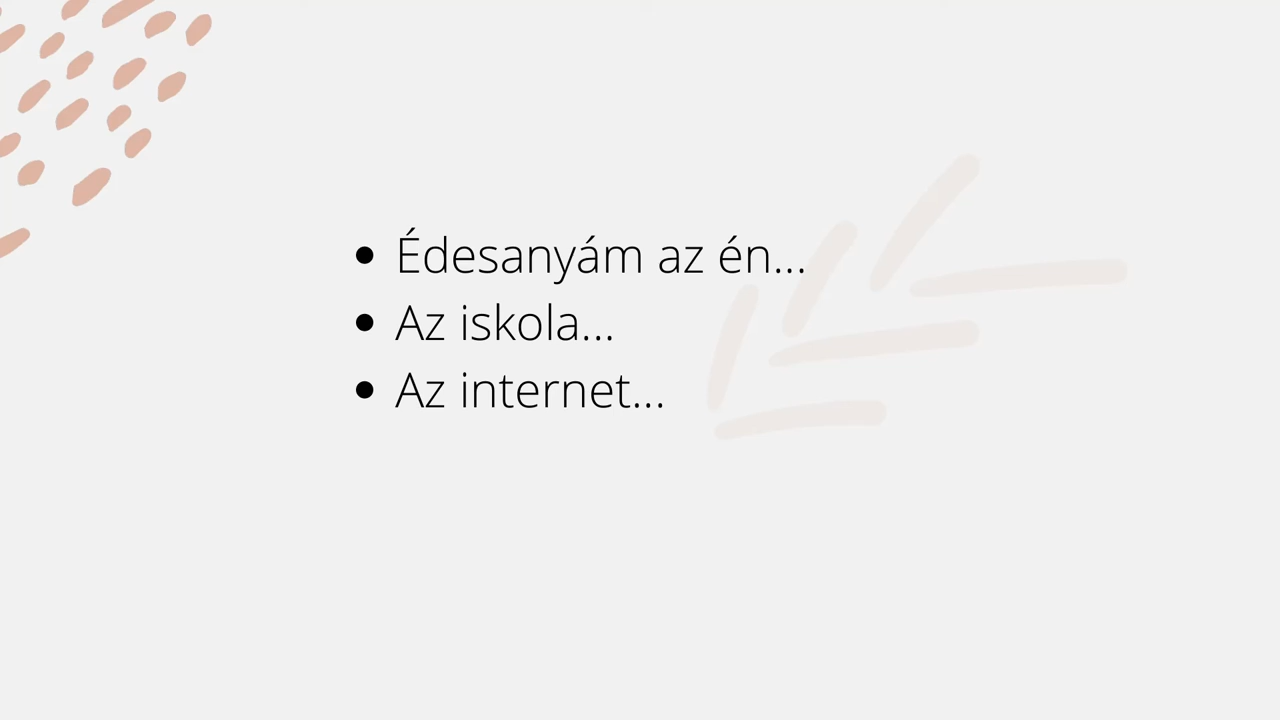 • Édesanyám az én...
• Az iskola...
• Az internet...